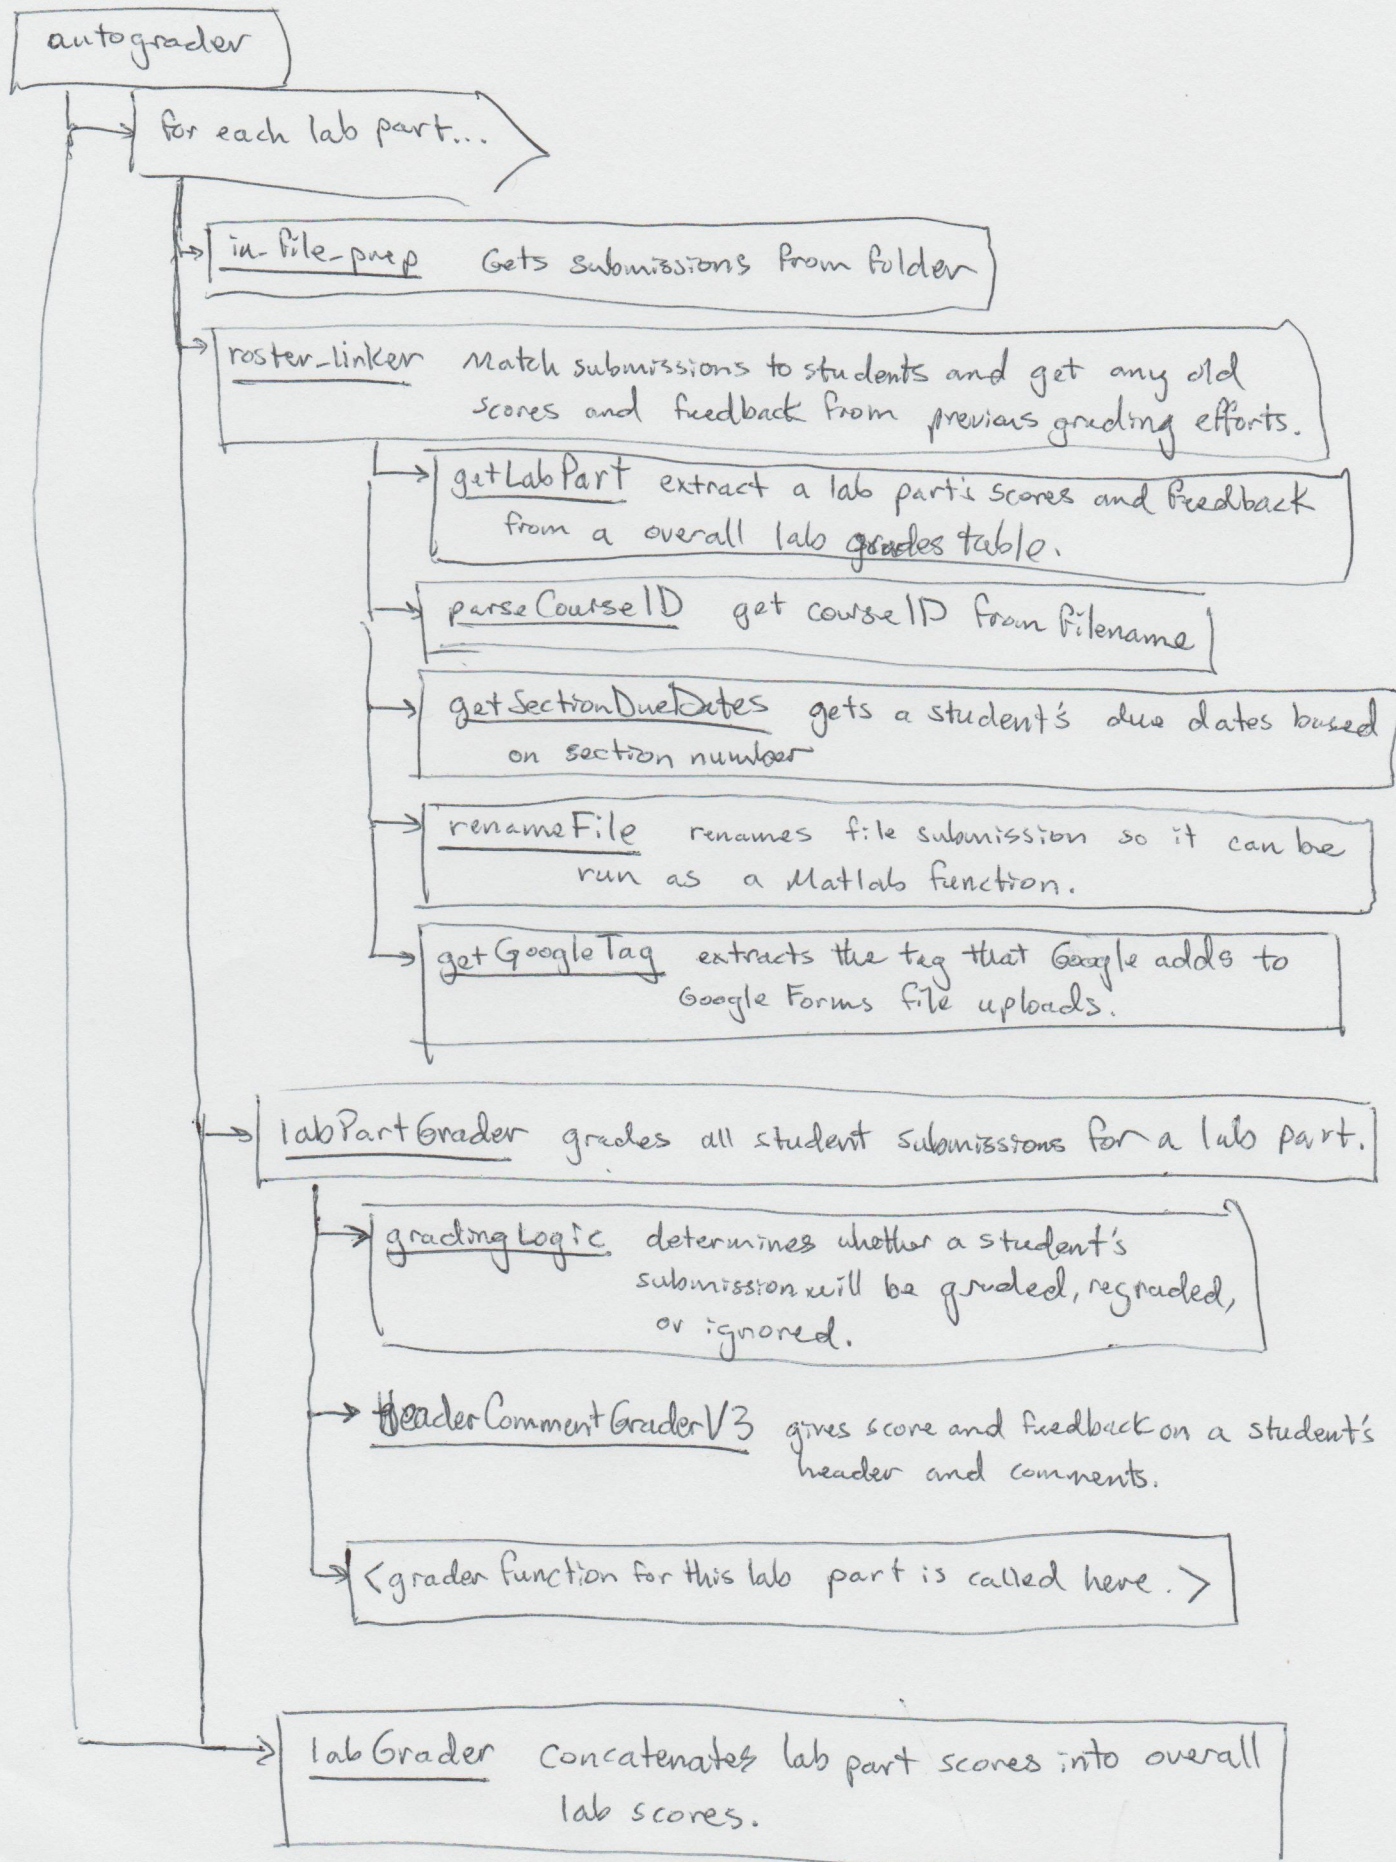 autograder
for each lab part...
in_file_prep Gets submissions from folder
roster_linker Match submissions to students and get any old
scores and feedback from previous grading efforts.
getLabPart extract a lab part's scores and feedback
from a overall lab grades table.
parseCourseID get courseID from filename
getSectionDueDates gets a student's due dates based
on section number
renameFile renames file submission so it can be
run as a Matlab function.
getGoogleTag extracts the tag that Google adds to
Google Forms file uploads.
labPartGrader grades all student submissions for a lab part.
gradingLogic determines whether a student's
submission will be graded, regraded,
or ignored.
HeaderCommentGraderV3 gives score and feedback on a student's
header and comments.
<grader function for this lab part is called here.>
labGrader concatenates lab part scores into overall
lab scores.